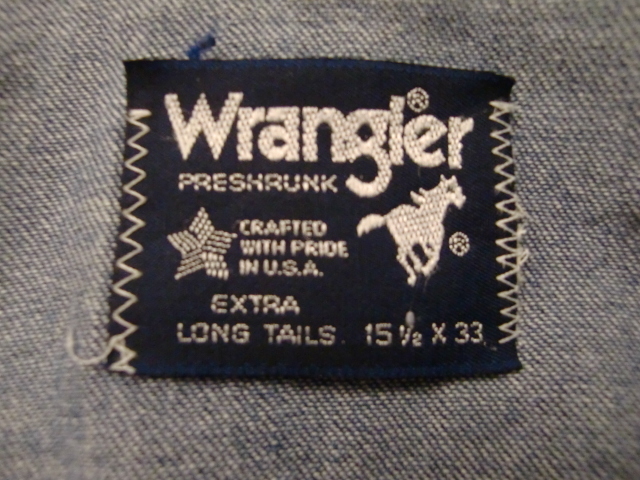 Wrangler®
PRESHRUNK
CRAFTED
WITH PRIDE
IN U.S.A.
®
EXTRA
LONG TAILS 15 1/2 X 33